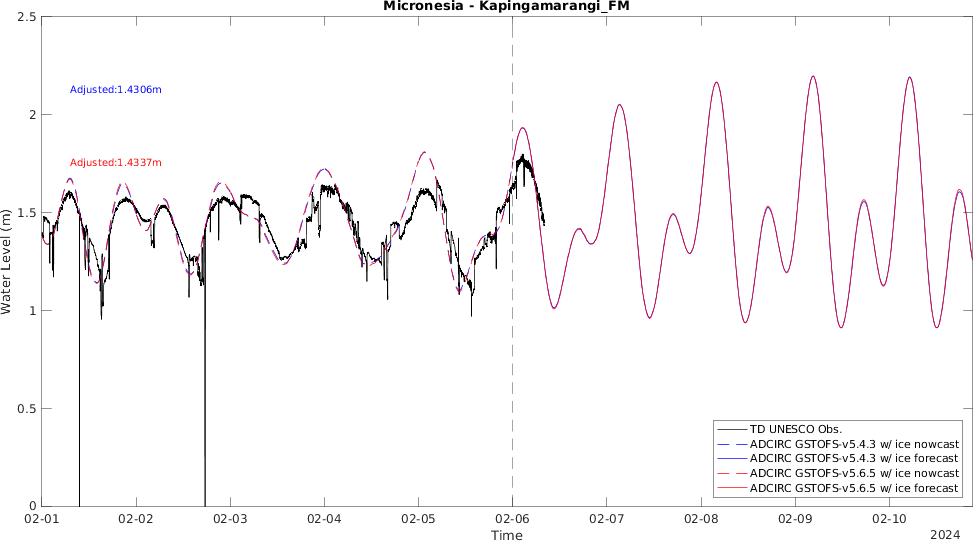 Micronesia - Kapingamarangi_FM
2.5
2
1.5
1
0.5
0
Water Level (m)
Adjusted:1.4306m
Adjusted:1.4337m
TD UNESCO Obs.
ADCIRC GSTOFS-v5.4.3 w/ ice nowcast
ADCIRC GSTOFS-v5.4.3 w/ ice forecast
ADCIRC GSTOFS-v5.6.5 w/ ice nowcast
ADCIRC GSTOFS-v5.6.5 w/ ice forecast
02-01 02-02 02-03 02-04 02-05 02-06 02-07 02-08 02-09 02-10
Time
2024